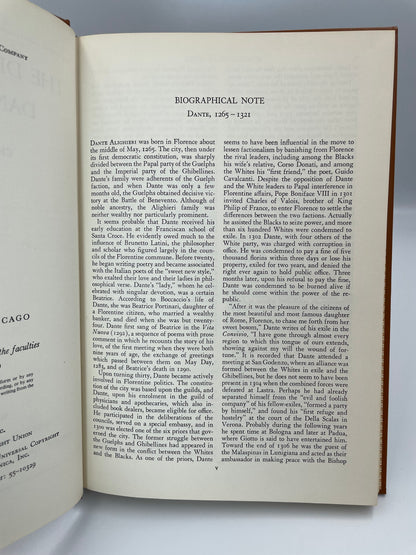 COMPANY
CAGO
the faculties
form or by any
or by any
writing from the
NC.
GHT UNION
NIVERSAL COPYRIGHT
NICA, INC.
: 55-10329
BIOGRAPHICAL NOTE
DANTE, 1265–1321
DANTE ALIGHIERI was born in Florence about
the middle of May, 1265. The city, then under
its first democratic constitution, was sharply
divided between the Papal party of the Guelphs
and the Imperial party of the Ghibellines.
Dante's family were adherents of the Guelph
faction, and when Dante was only a few
months old, the Guelphs obtained decisive vic-
tory at the Battle of Benevento. Although of
noble ancestry, the Alighieri family was
neither wealthy nor particularly prominent.
It seems probable that Dante received his
early education at the Franciscan school of
Santa Croce. He evidently owed much to the
influence of Brunetto Latini, the philosopher
and scholar who figured largely in the coun-
cils of the Florentine commune. Before twenty,
he began writing poetry and became associated
with the Italian poets of the "sweet new style,"
who exalted their love and their ladies in phil-
osophical verse. Dante's "lady," whom he cele-
brated with singular devotion, was a certain
Beatrice. According to Boccaccio's life of
Dante, she was Beatrice Portinari, daughter of
a Florentine citizen, who married a wealthy
banker, and died when she was but twenty-
four. Dante first sang of Beatrice in the Vita
Nuova (1292), a sequence of poems with prose
comment in which he recounts the story of his
love, of the first meeting when they were both
nine years of age, the exchange of greetings
which passed between them on May Day,
1283, and of Beatrice's death in 1290.
Upon turning thirty, Dante became actively
involved in Florentine politics. The constitution
of the city was based upon the guilds, and
Dante, upon his enrolment in the guild of
physicians and apothecaries, which also in-
cluded book dealers, became eligible for office.
He participated in the deliberations of the
councils, served on a special embassy, and in
1300 was elected one of the six priors that gov-
erned the city. The former struggle between
the Guelphs and Ghibellines had appeared in
new form in the conflict between the Whites
and the Blacks. As one of the priors, Dante
seems to have been influential in the move to
lessen factionalism by banishing from Florence
the rival leaders, including among the Blacks
his wife's relative, Corso Donati, and among
the Whites his "first friend," the poet, Guido
Cavalcanti. Despite the opposition of Dante
and the White leaders to Papal interference in
Florentine affairs, Pope Boniface VIII in 1301
invited Charles of Valois, brother of King
Philip of France, to enter Florence to settle the
differences between the two factions. Actually
he assisted the Blacks to seize power, and more
than six hundred Whites were condemned to
exile. In 1302 Dante, with four others of the
White party, was charged with corruption in
office. He was condemned to pay a fine of five
thousand florins within three days or lose his
property, exiled for two years, and denied the
right ever again to hold public office. Three
months later, upon his refusal to pay the fine,
Dante was condemned to be burned alive if
he should come within the power of the re-
public.
"After it was the pleasure of the citizens of
the most beautiful and most famous daughter
of Rome, Florence, to chase me forth from her
sweet bosom," Dante writes of his exile in the
Convivio, "I have gone through almost every
region to which this tongue of ours extends,
showing against my will the wound of for-
tune." It is recorded that Dante attended a
meeting at San Godenzo, where an alliance was
formed between the Whites in exile and the
Ghibellines, but he does not seem to have been
present in 1304 when the combined forces were
defeated at Lastra. Perhaps he had already
separated himself from the "evil and foolish
company" of his fellow-exiles, "formed a party
by himself," and found his "first refuge and
hostelry" at the court of the Della Scalas in
Verona. Probably during the following years he
spent time at Bologna and later at Padua,
where Giotto is said to have entertained him.
Toward the end of 1306 he was the guest of
the Malaspinas in Lunigiana and acted as their
ambassador in making peace with the Bishop
v